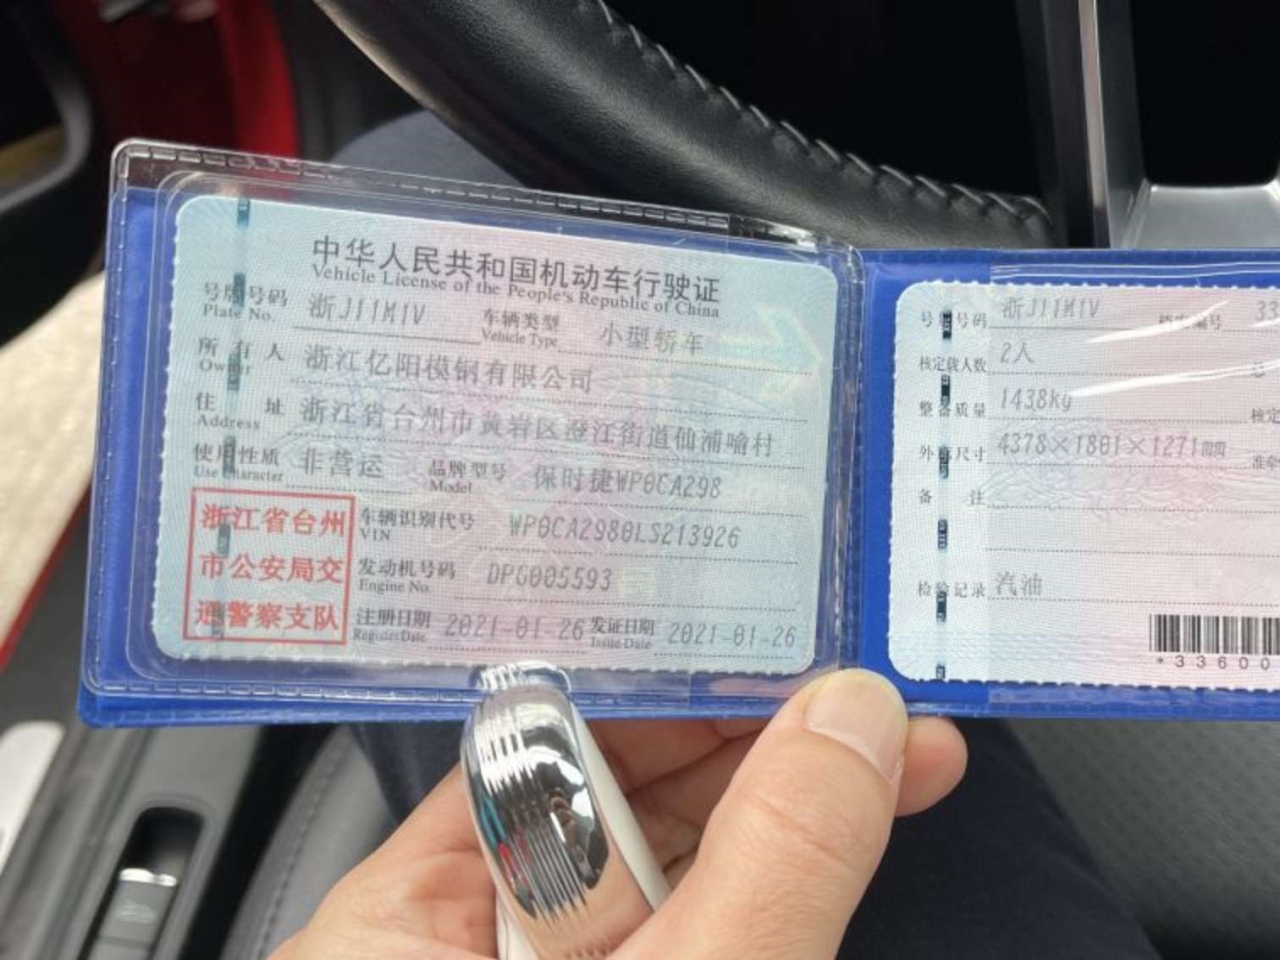 中华人民共和国机动车行驶证
Vehicle License of the People's Republic of China
号牌号码 浙J11M1V 车辆类型 小型轿车
Plate No. Vehicle Type
所有人 浙江亿阳模钢有限公司
Owner
住址 浙江省台州市黄岩区澄江街道仙浦喻村
Address
使用性质 非营运 品牌型号 保时捷WP0CA298
Use Character Model
浙江省台州
市公安局交
通警察支队
车辆识别代号 WP0CA2980LS213926
VIN
发动机号码 DPG005593
Engine No.
注册日期 2021-01-26 发证日期 2021-01-26
Register Date Issue Date
号牌号码 浙J11M1V 档案编号 33
核定载人数 2人 总
整备质量 1438kg 核定
外廓尺寸 4378×1801×1271mm 准牵
备注
检验记录 汽油
*33600